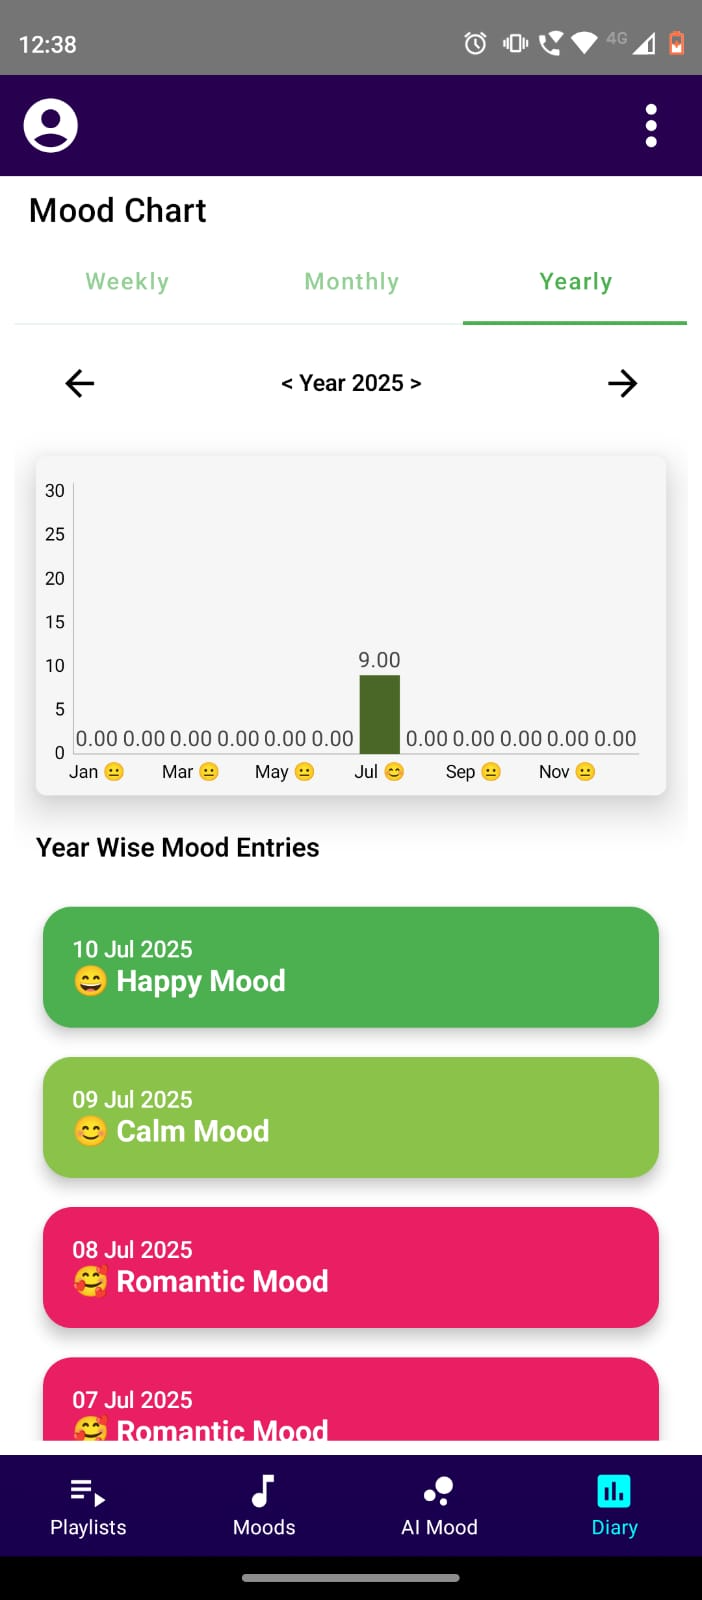 12:38
4G
Mood Chart
Weekly Monthly Yearly
< Year 2025 >
30
25
20
15
10
5
0
9.00
0.00 0.00 0.00 0.00 0.00 0.00 0.00 0.00 0.00 0.00 0.00
Jan 😐 Mar 😐 May 😐 Jul 😊 Sep 😐 Nov 😐
Year Wise Mood Entries
10 Jul 2025
😄 Happy Mood
09 Jul 2025
😊 Calm Mood
08 Jul 2025
🥰 Romantic Mood
07 Jul 2025
🥰 Romantic Mood
Playlists Moods AI Mood Diary